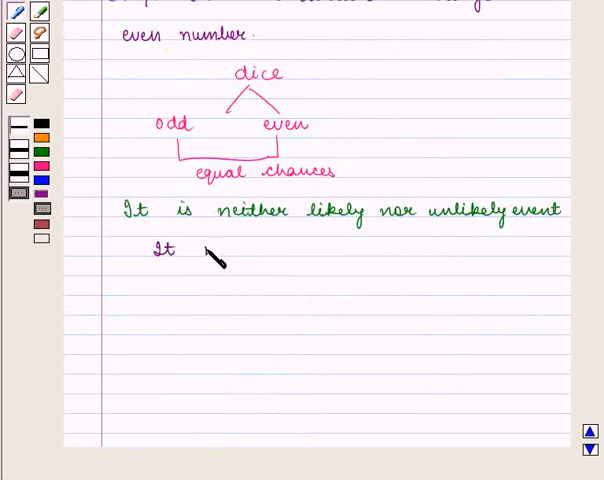 even number.
dice
odd even
equal chances
It is neither likely nor unlikely event
It